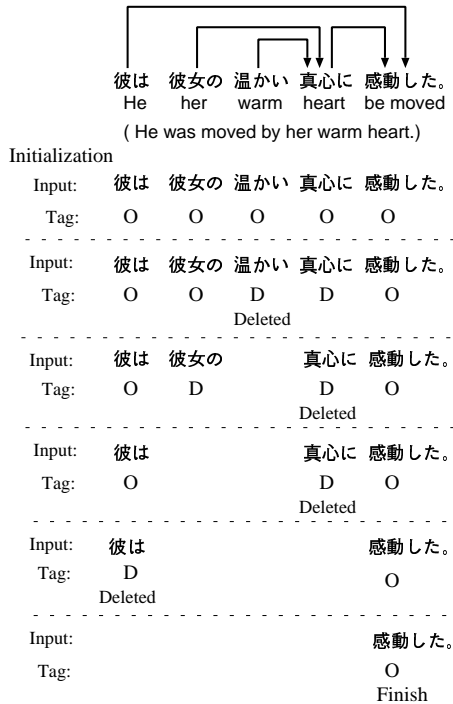 彼は 彼女の 温かい 真心に 感動した。
He her warm heart be moved
( He was moved by her warm heart.)
Initialization
Input: 彼は 彼女の 温かい 真心に 感動した。
Tag: O O O O O
Input: 彼は 彼女の 温かい 真心に 感動した。
Tag: O O D D O
Deleted
Input: 彼は 彼女の 真心に 感動した。
Tag: O D D O
Deleted
Input: 彼は 真心に 感動した。
Tag: O D O
Deleted
Input: 彼は 感動した。
Tag: D O
Deleted
Input: 感動した。
Tag: O
Finish